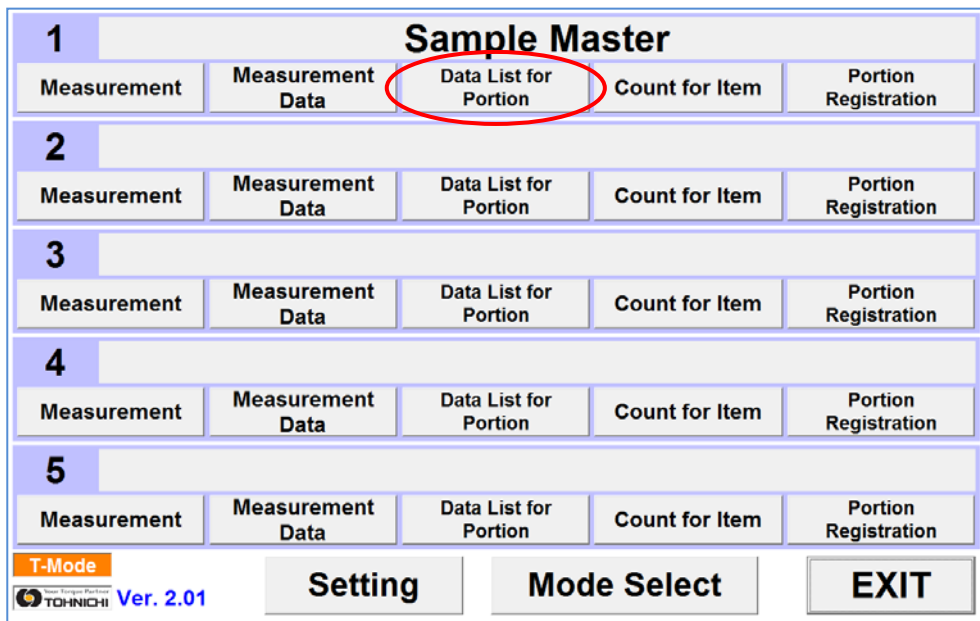 1 Sample Master
Measurement Measurement Data Data List for Portion Count for Item Portion Registration
2
Measurement Measurement Data Data List for Portion Count for Item Portion Registration
3
Measurement Measurement Data Data List for Portion Count for Item Portion Registration
4
Measurement Measurement Data Data List for Portion Count for Item Portion Registration
5
Measurement Measurement Data Data List for Portion Count for Item Portion Registration
T-Mode
Your Torque Partner
TOHNICHI Ver. 2.01
Setting Mode Select EXIT